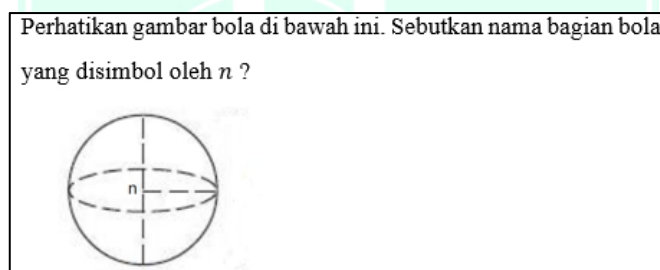 Perhatikan gambar bola di bawah ini. Sebutkan nama bagian bola
yang disimbol oleh n ?
n